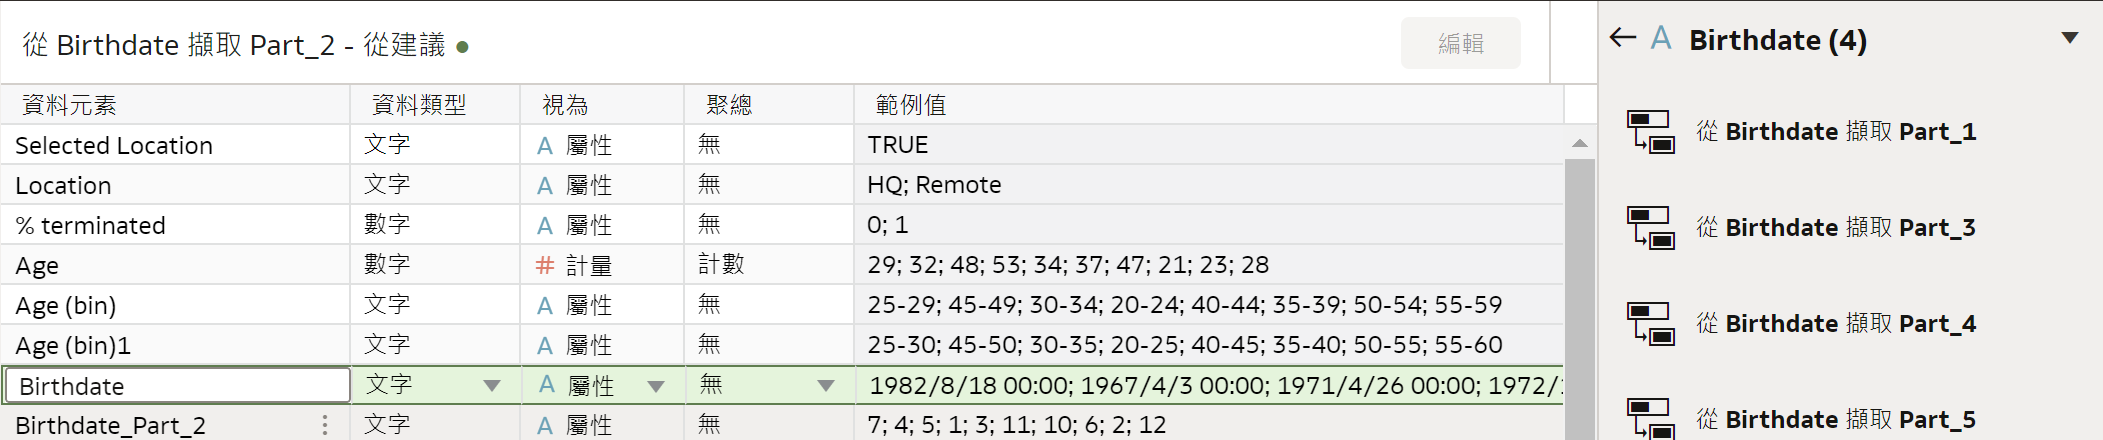 從 Birthdate 擷取 Part_2 - 從建議
編輯
資料元素 資料類型 視為 聚總 範例值
Selected Location 文字 A 屬性 無 TRUE
Location 文字 A 屬性 無 HQ; Remote
% terminated 數字 A 屬性 無 0; 1
Age 數字 # 計量 計數 29; 32; 48; 53; 34; 37; 47; 21; 23; 28
Age (bin) 文字 A 屬性 無 25-29; 45-49; 30-34; 20-24; 40-44; 35-39; 50-54; 55-59
Age (bin)1 文字 A 屬性 無 25-30; 45-50; 30-35; 20-25; 40-45; 35-40; 50-55; 55-60
Birthdate 文字 A 屬性 無 1982/8/18 00:00; 1967/4/3 00:00; 1971/4/26 00:00; 1972/
Birthdate_Part_2 文字 A 屬性 無 7; 4; 5; 1; 3; 11; 10; 6; 2; 12
A Birthdate (4)
從 Birthdate 擷取 Part_1
從 Birthdate 擷取 Part_3
從 Birthdate 擷取 Part_4
從 Birthdate 擷取 Part_5